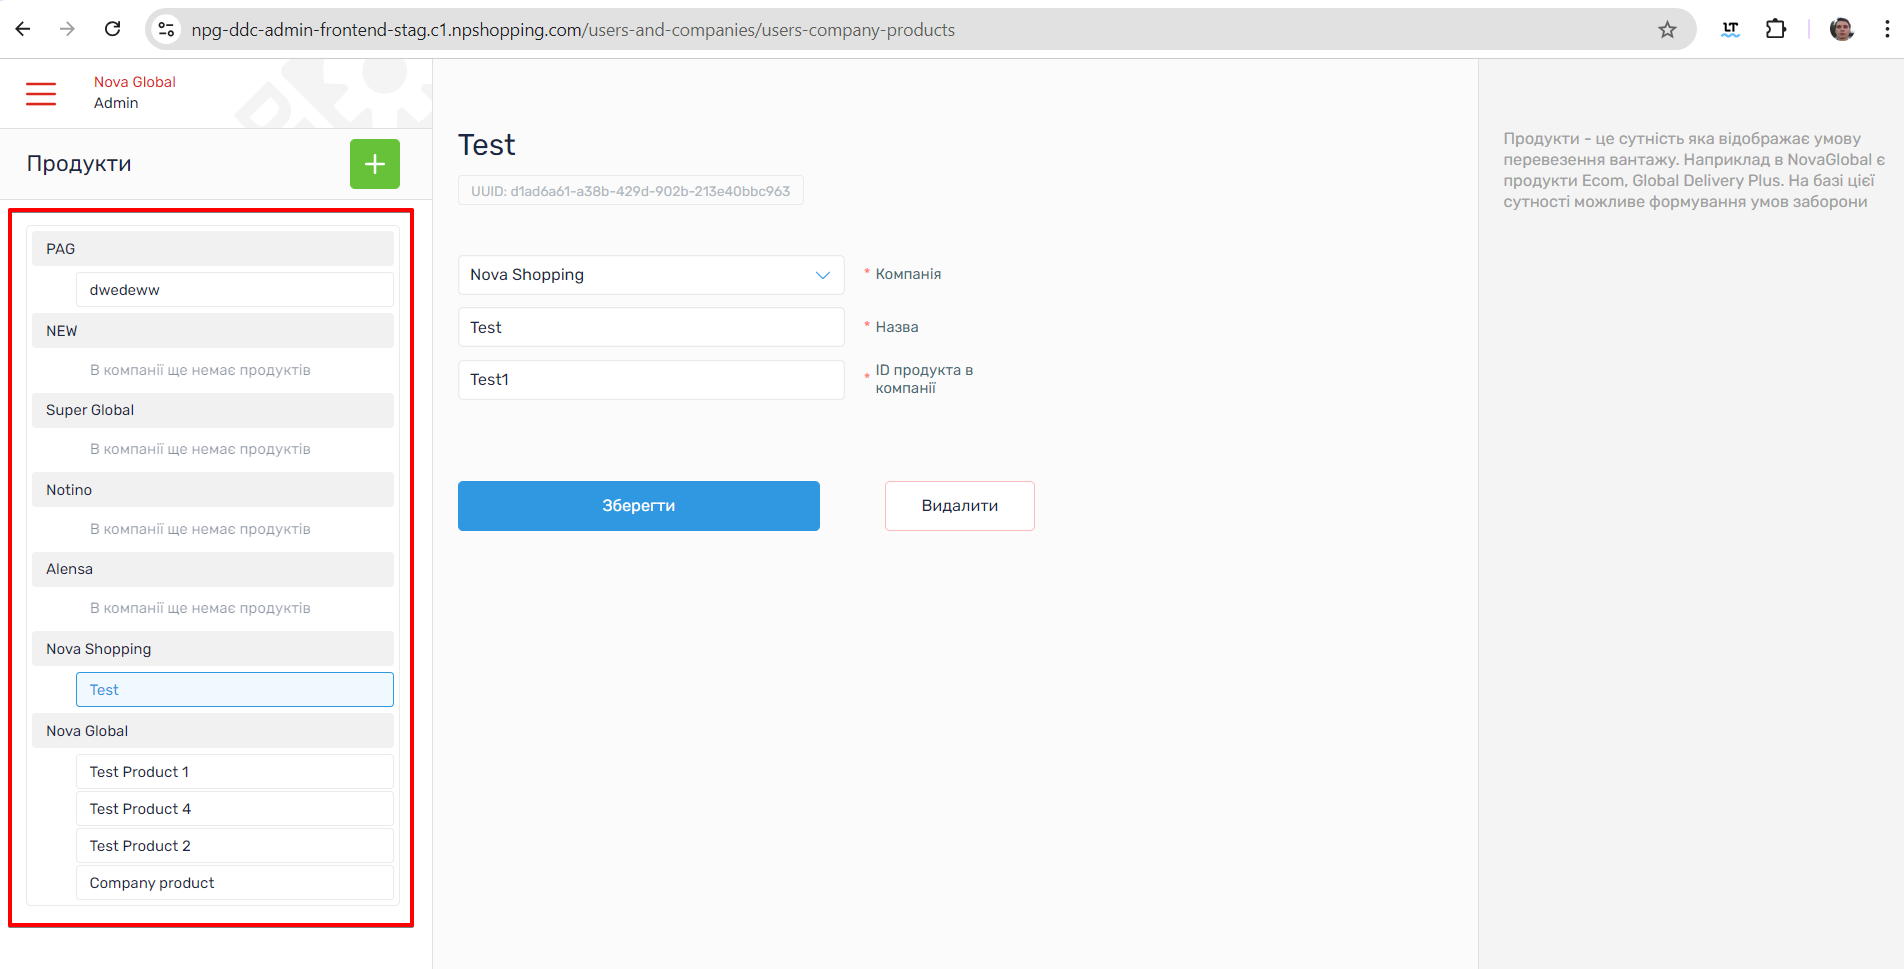 npg-ddc-admin-frontend-stag.c1.npshopping.com/users-and-companies/users-company-products
LT
Nova Global
Admin
Продукти
PAG
dwedeww
NEW
В компанії ще немає продуктів
Super Global
В компанії ще немає продуктів
Notino
В компанії ще немає продуктів
Alensa
В компанії ще немає продуктів
Nova Shopping
Test
Nova Global
Test Product 1
Test Product 4
Test Product 2
Company product
Test
UUID: d1ad6a61-a38b-429d-902b-213e40bbc963
Nova Shopping
* Компанія
Test
* Назва
Test1
* ID продукта в
компанії
Зберегти
Видалити
Продукти - це сутність яка відображає умову
перевезення вантажу. Наприклад в NovaGlobal є
продукти Ecom, Global Delivery Plus. На базі цієї
сутності можливе формування умов заборони